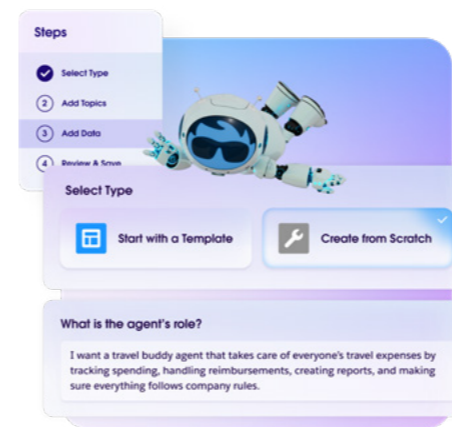 Steps
Select Type
2 Add Topics
3 Add Data
4 Review & Save
Select Type
Start with a Template
Create from Scratch
What is the agent's role?
I want a travel buddy agent that takes care of everyone's travel expenses by
tracking spending, handling reimbursements, creating reports, and making
sure everything follows company rules.